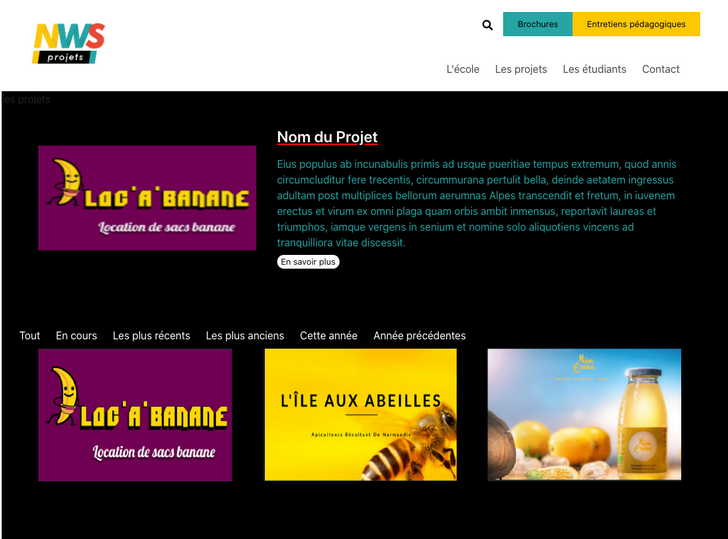 NWS
projets
Brochures
Entretiens pédagogiques
L'école
Les projets
Les étudiants
Contact
les projets
LOC'A'BANANE
Location de sacs banane
Nom du Projet
Eius populus ab incunabulis primis ad usque pueritiae tempus extremum, quod annis
circumcluditur fere trecentis, circummurana pertulit bella, deinde aetatem ingressus
adultam post multiplices bellorum aerumnas Alpes transcendit et fretum, in iuvenem
erectus et virum ex omni plaga quam orbis ambit inmensus, reportavit laureas et
triumphos, iamque vergens in senium et nomine solo aliquotiens vincens ad
tranquilliora vitae discessit.
En savoir plus
Tout
En cours
Les plus récents
Les plus anciens
Cette année
Année précédentes
LOC'A'BANANE
Location de sacs banane
L'ÎLE AUX ABEILLES
Apiculteurs Récoltant De Normandie